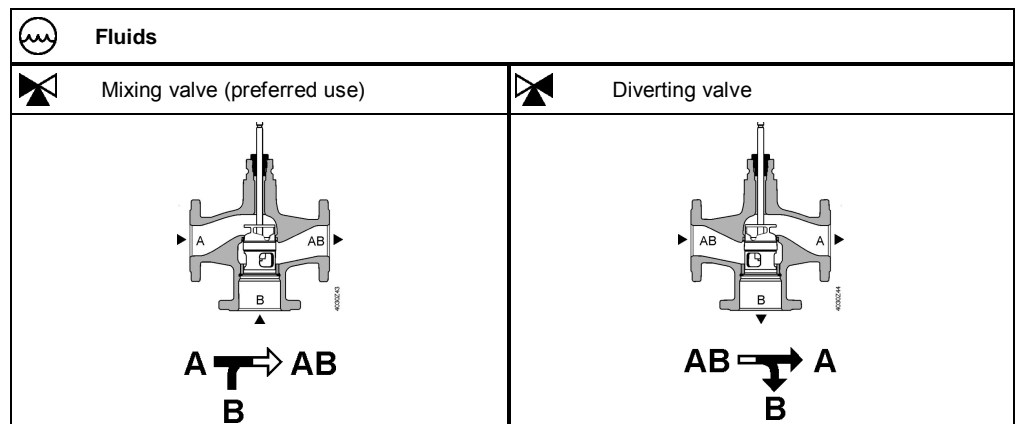 Fluids
Mixing valve (preferred use)
Diverting valve
A
AB
B
4030Z43
A AB
B
AB
A
B
4030Z44
AB A
B